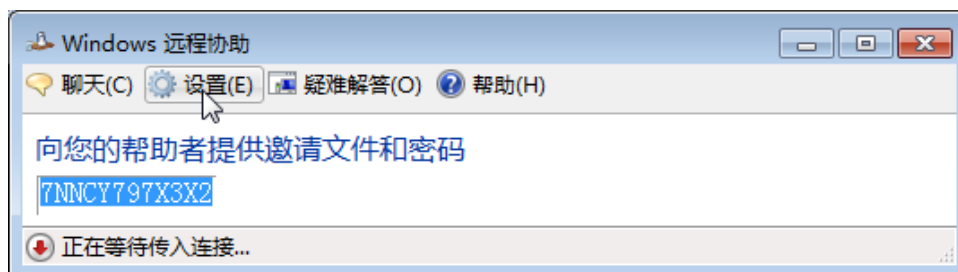 Windows 远程协助
聊天(C) 设置(E) 疑难解答(O) 帮助(H)
向您的帮助者提供邀请文件和密码
7NNCY797X3X2
正在等待传入连接...